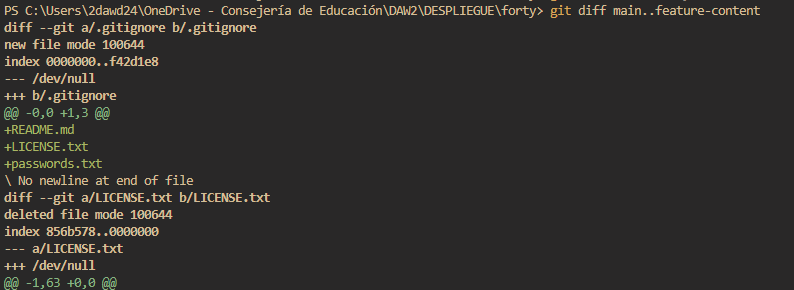 PS C:\Users\2dawd24\OneDrive - Consejería de Educación\DAW2\DESPLIEGUE\forty> git diff main..feature-content
diff --git a/.gitignore b/.gitignore
new file mode 100644
index 0000000..f42d1e8
--- /dev/null
+++ b/.gitignore
@@ -0,0 +1,3 @@
+README.md
+LICENSE.txt
+passwords.txt
\ No newline at end of file
diff --git a/LICENSE.txt b/LICENSE.txt
deleted file mode 100644
index 856b578..0000000
--- a/LICENSE.txt
+++ /dev/null
@@ -1,63 +0,0 @@